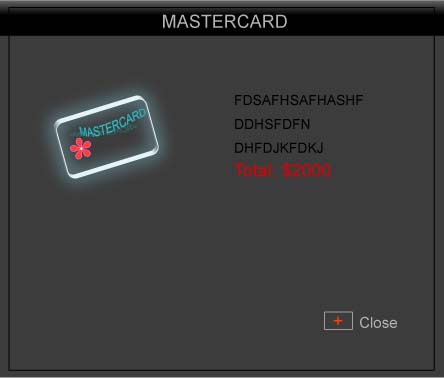 MASTERCARD
MASTERCARD
FDSAFHSAFHASHF
DDHSFDFN
DHFDJKFDKJ
Total: $2000
+ Close